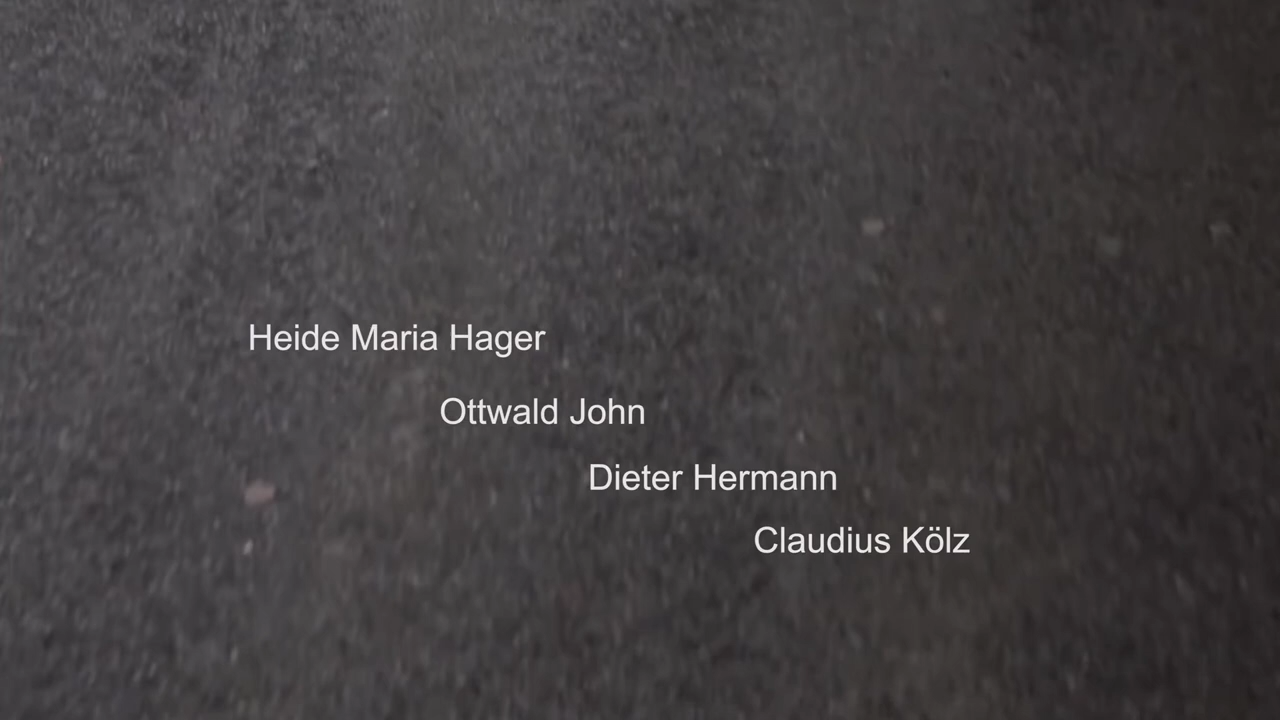 Heide Maria Hager
Ottwald John
Dieter Hermann
Claudius Kölz